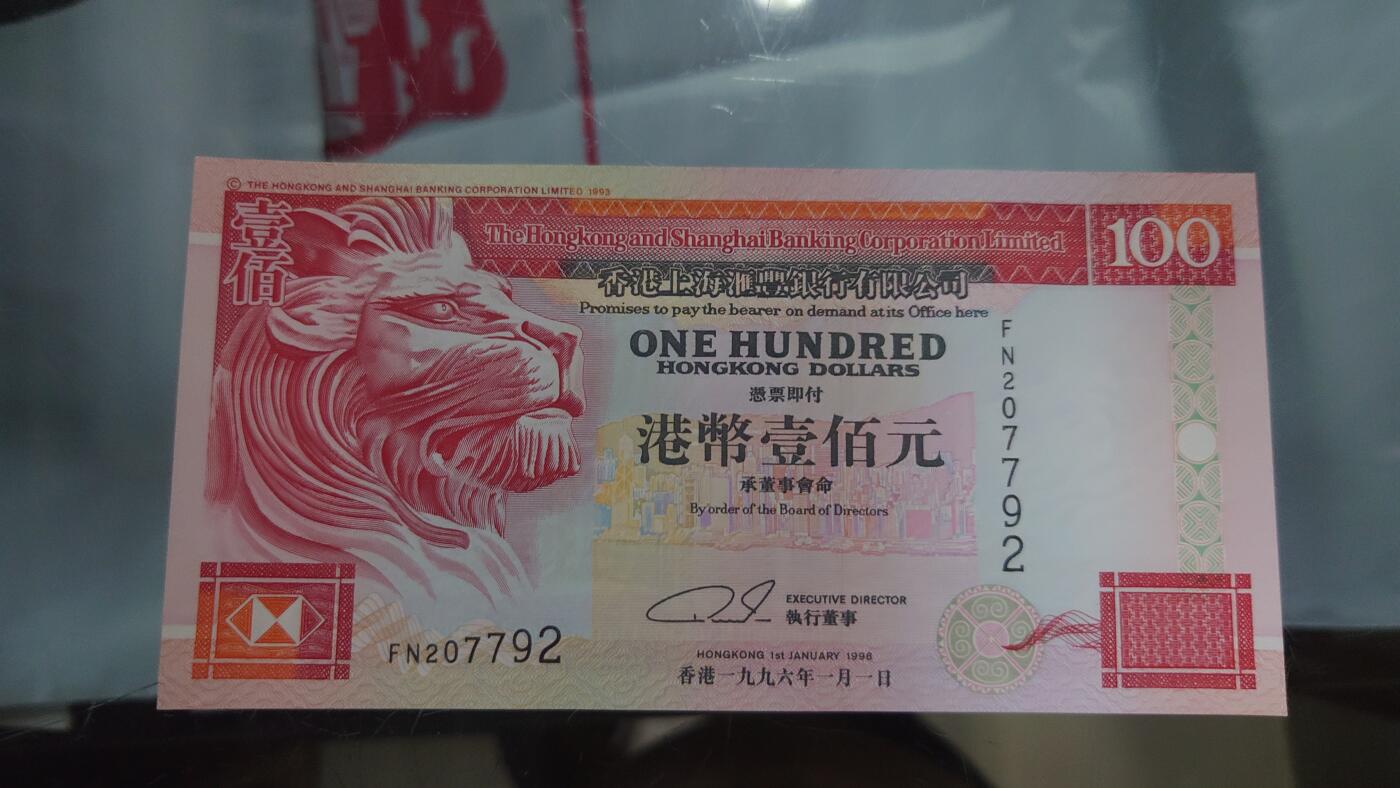 © THE HONGKONG AND SHANGHAI BANKING CORPORATION LIMITED 1993
壹佰
The Hongkong and Shanghai Banking Corporation Limited
100
香港上海滙豐銀行有限公司
Promises to pay the bearer on demand at its Office here
ONE HUNDRED
HONGKONG DOLLARS
憑票即付
港幣壹佰元
承董事會命
By order of the Board of Directors
FN207792
EXECUTIVE DIRECTOR
執行董事
FN207792
HONGKONG 1st JANUARY 1996
香港一九九六年一月一日